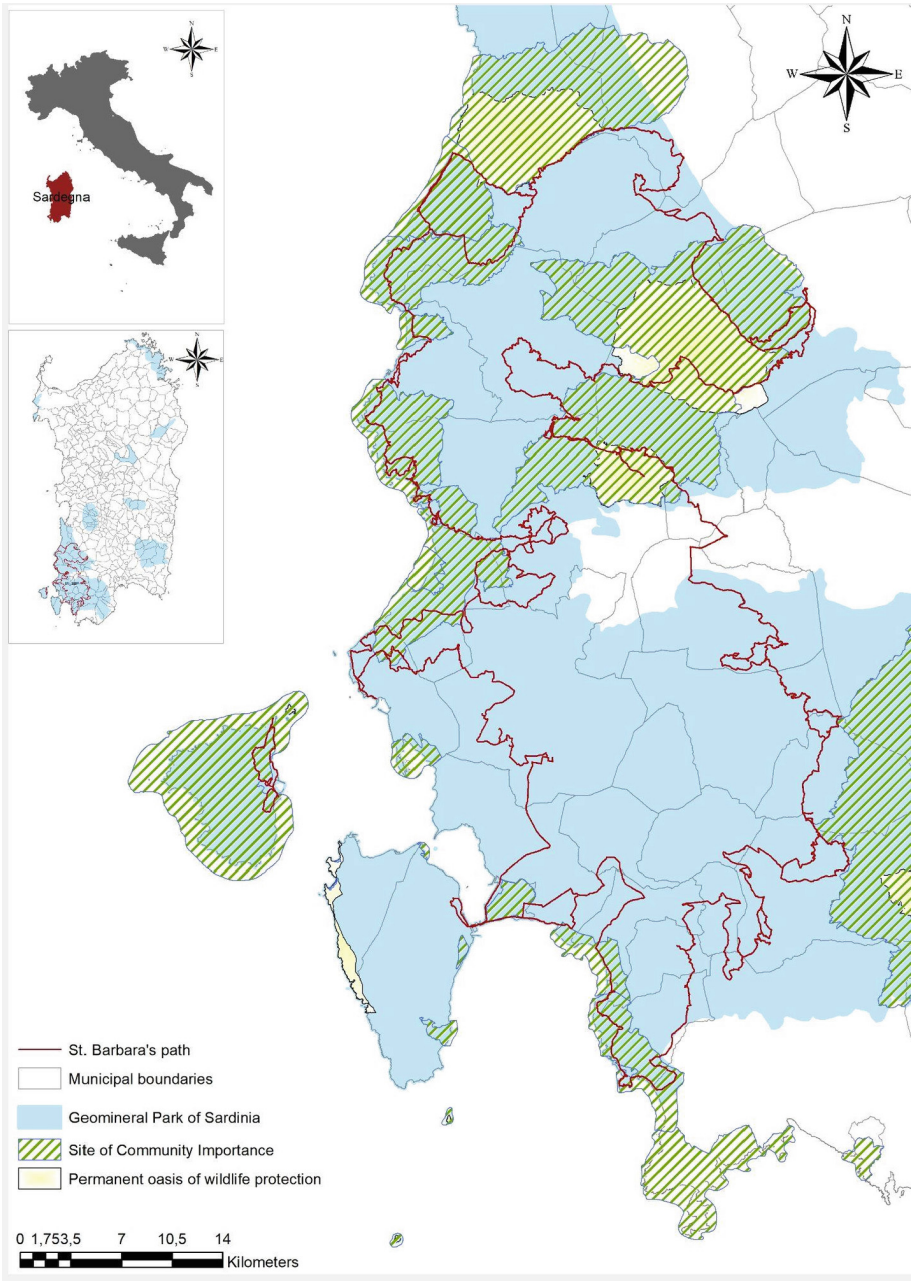 N
W E
S
Sardegna
N
W E
S
N
W E
S
St. Barbara's path
Municipal boundaries
Geomineral Park of Sardinia
Site of Community Importance
Permanent oasis of wildlife protection
0 1,753,5 7 10,5 14
Kilometers